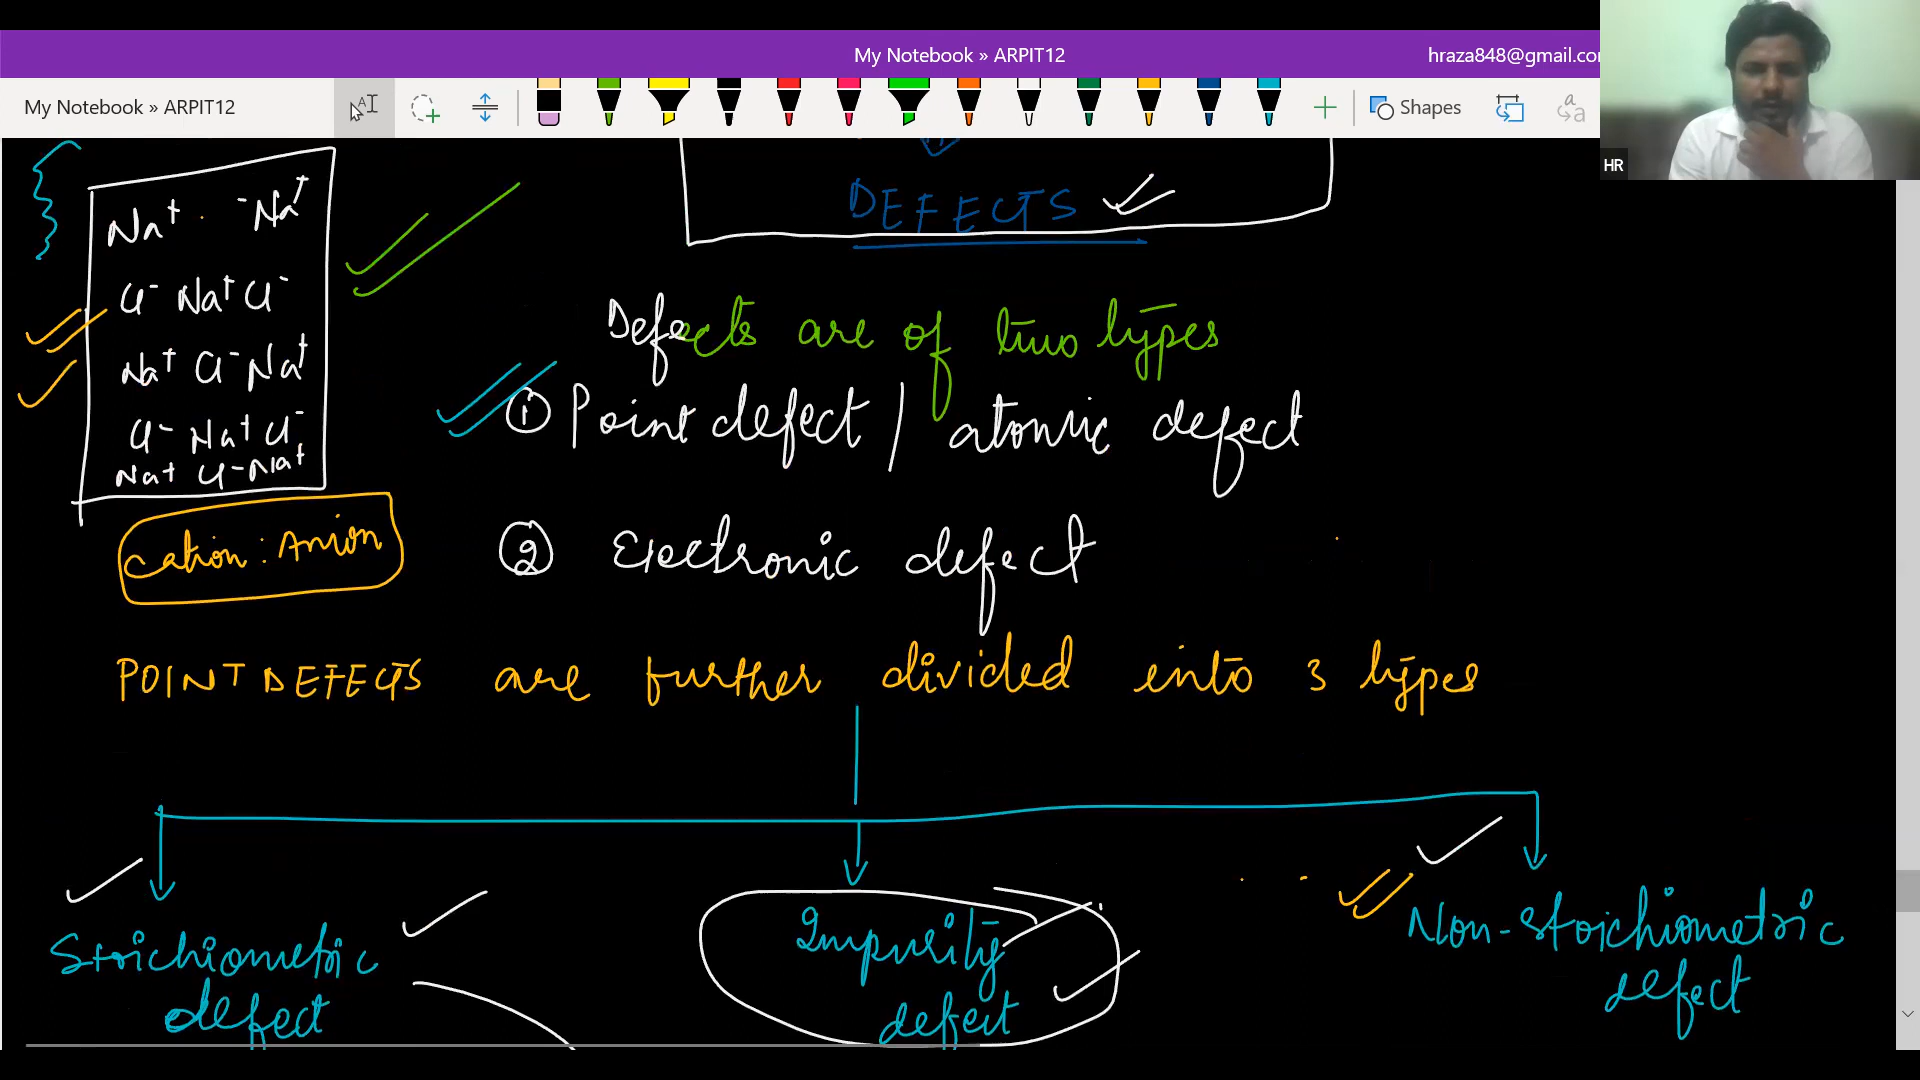 My Notebook » ARPIT12
hraza848@gmail.co
My Notebook » ARPIT12
Shapes
HR
DEFECTS
Na⁺ ⁻Na⁺
Cl⁻ Na⁺ Cl⁻
Na⁺ Cl⁻ Na⁺
Cl⁻ Na⁺ Cl⁻
Na⁺ Cl⁻ Na⁺
Cation : Anion
Defects are of two types
① Point defect / atomic defect
② Electronic defect
POINT DEFECTS are further divided into 3 types
Stoichiometric
defect
Impurity
defect
Non-Stoichiometric
defect